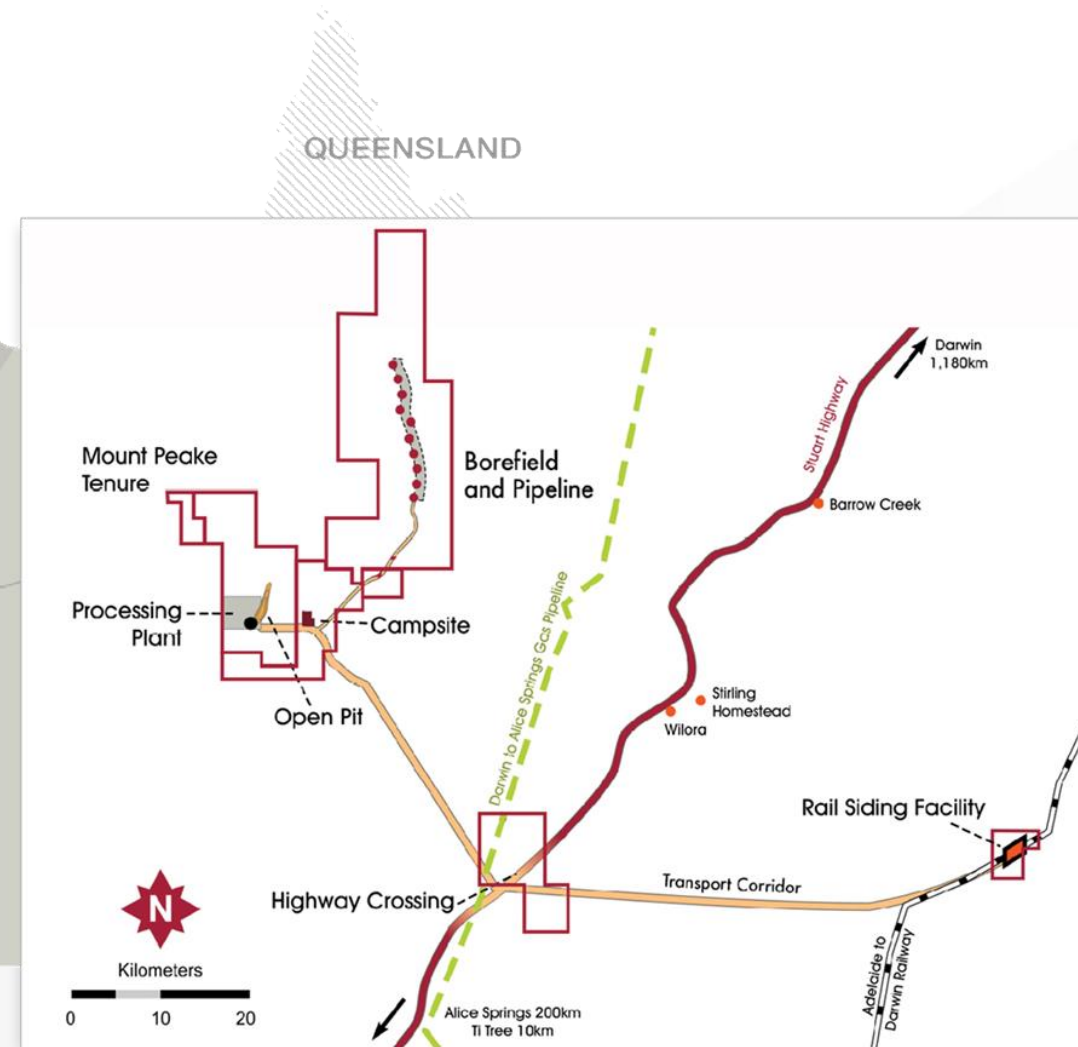 QUEENSLAND
Darwin
1,180km
Stuart Highway
Mount Peake
Tenure
Borefield
and Pipeline
Barrow Creek
Processing
Plant
Campsite
Darwin to Alice Springs Gas Pipeline
Open Pit
Stirling
Homestead
Wilora
Rail Siding Facility
Transport Corridor
Highway Crossing
N
Kilometers
0 10 20
Alice Springs 200km
Ti Tree 10km
Adelaide to
Darwin Railway